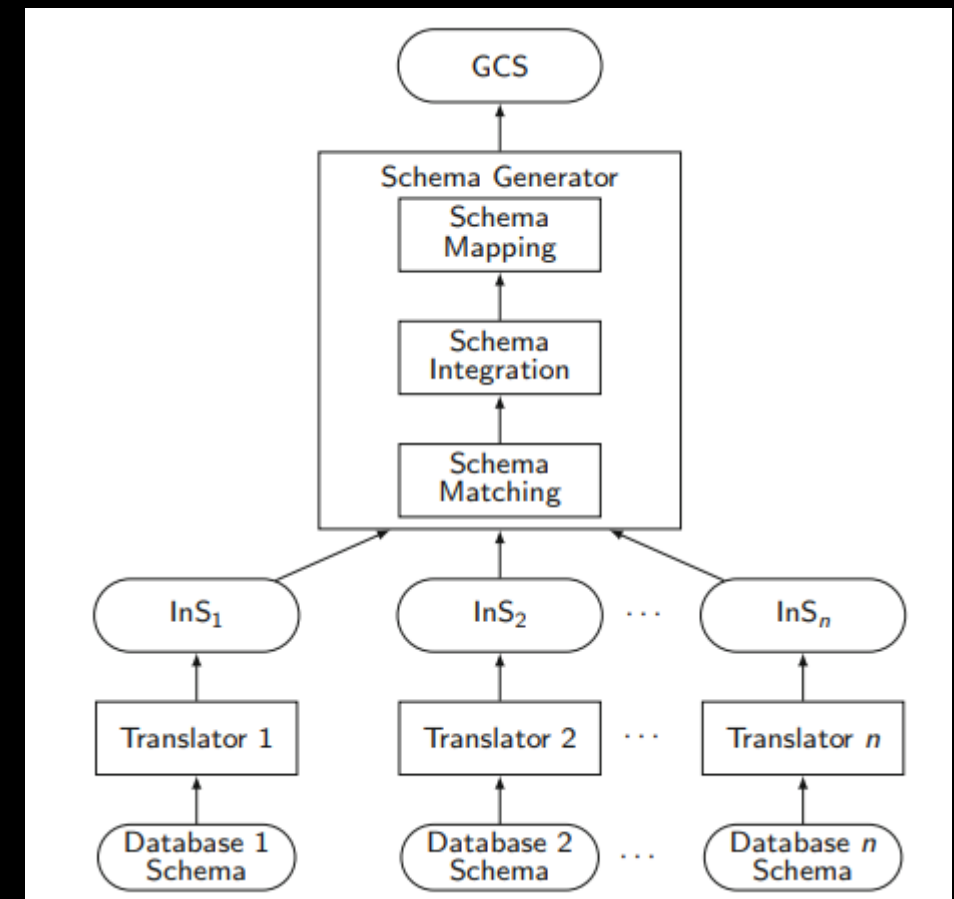 GCS
Schema Generator
Schema
Mapping
Schema
Integration
Schema
Matching
InS₁ InS₂ · · · InSₙ
Translator 1 Translator 2 · · · Translator n
Database 1 Database 2 Database n
Schema Schema · · · Schema